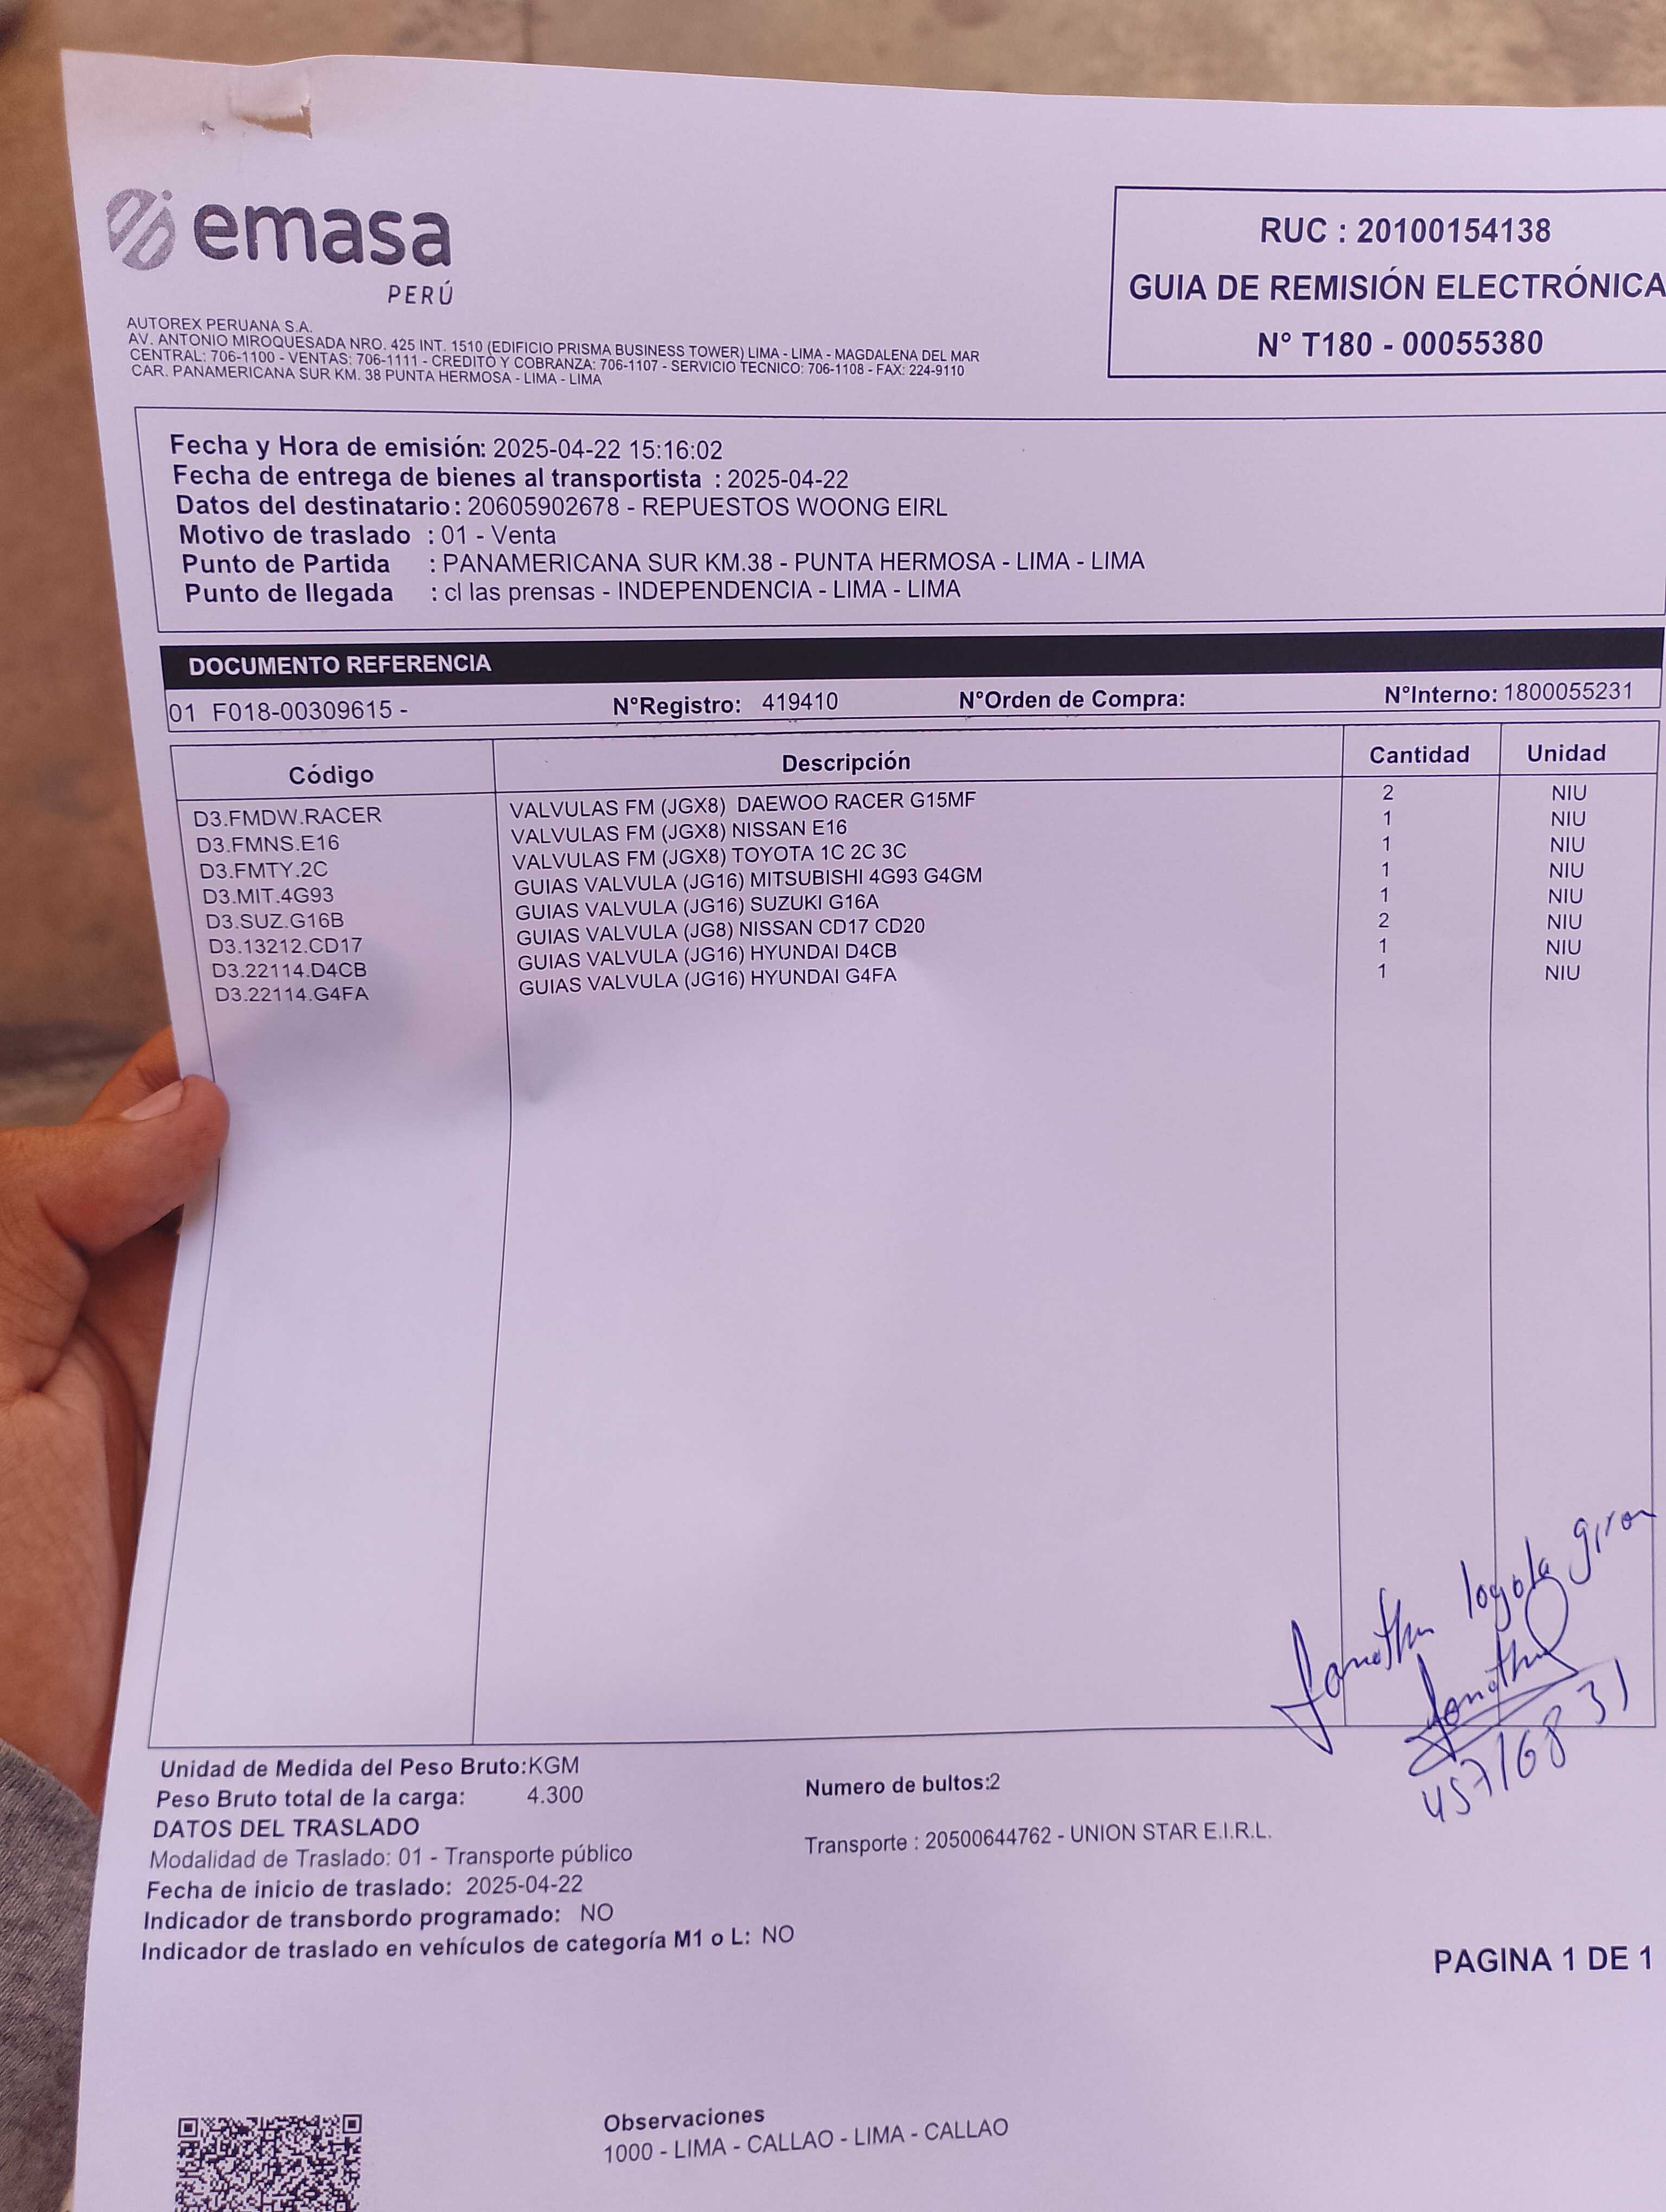 emasa
PERÚ
RUC : 20100154138
GUIA DE REMISIÓN ELECTRÓNICA
N° T180 - 00055380
AUTOREX PERUANA S.A.
AV. ANTONIO MIROQUESADA NRO. 425 INT. 1510 (EDIFICIO PRISMA BUSINESS TOWER) LIMA - LIMA - MAGDALENA DEL MAR
CENTRAL: 706-1100 - VENTAS: 706-1111 - CREDITO Y COBRANZA: 706-1107 - SERVICIO TECNICO: 706-1108 - FAX: 224-9110
CAR. PANAMERICANA SUR KM. 38 PUNTA HERMOSA - LIMA - LIMA
Fecha y Hora de emisión: 2025-04-22 15:16:02
Fecha de entrega de bienes al transportista : 2025-04-22
Datos del destinatario: 20605902678 - REPUESTOS WOONG EIRL
Motivo de traslado : 01 - Venta
Punto de Partida : PANAMERICANA SUR KM.38 - PUNTA HERMOSA - LIMA - LIMA
Punto de llegada : cl las prensas - INDEPENDENCIA - LIMA - LIMA
DOCUMENTO REFERENCIA
01 F018-00309615 - N°Registro: 419410 N°Orden de Compra: N°Interno: 1800055231
Código Descripción Cantidad Unidad
D3.FMDW.RACER VALVULAS FM (JGX8) DAEWOO RACER G15MF 2 NIU
D3.FMNS.E16 VALVULAS FM (JGX8) NISSAN E16 1 NIU
D3.FMTY.2C VALVULAS FM (JGX8) TOYOTA 1C 2C 3C 1 NIU
D3.MIT.4G93 GUIAS VALVULA (JG16) MITSUBISHI 4G93 G4GM 1 NIU
D3.SUZ.G16B GUIAS VALVULA (JG16) SUZUKI G16A 1 NIU
D3.13212.CD17 GUIAS VALVULA (JG8) NISSAN CD17 CD20 2 NIU
D3.22114.D4CB GUIAS VALVULA (JG16) HYUNDAI D4CB 1 NIU
D3.22114.G4FA GUIAS VALVULA (JG16) HYUNDAI G4FA 1 NIU
Jonathan loyola giron
Jonathan
45716831
Unidad de Medida del Peso Bruto:KGM
Peso Bruto total de la carga: 4.300 Numero de bultos:2
DATOS DEL TRASLADO
Modalidad de Traslado: 01 - Transporte público Transporte : 20500644762 - UNION STAR E.I.R.L.
Fecha de inicio de traslado: 2025-04-22
Indicador de transbordo programado: NO
Indicador de traslado en vehículos de categoría M1 o L: NO
PAGINA 1 DE 1
Observaciones
1000 - LIMA - CALLAO - LIMA - CALLAO